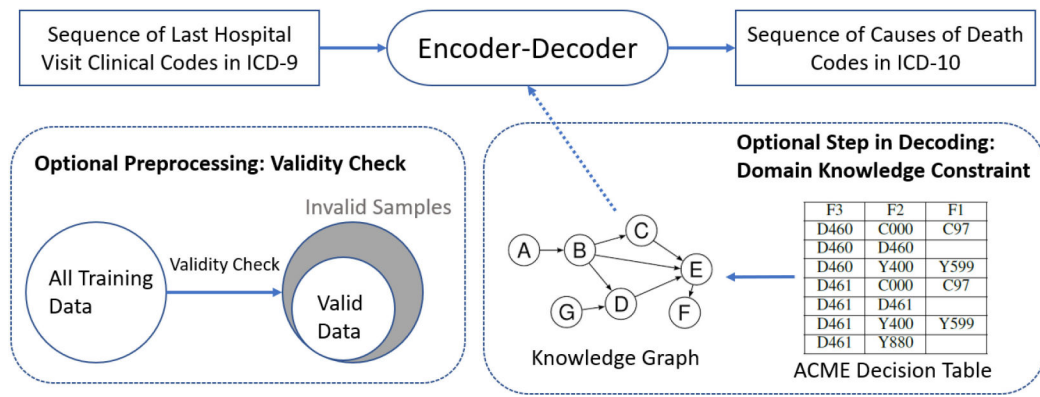 Sequence of Last Hospital
Visit Clinical Codes in ICD-9
Encoder-Decoder
Sequence of Causes of Death
Codes in ICD-10
Optional Preprocessing: Validity Check
Invalid Samples
All Training
Data
Validity Check
Valid
Data
Optional Step in Decoding:
Domain Knowledge Constraint
A
B
C
D
E
F
G
Knowledge Graph
F3 F2 F1
D460 C000 C97
D460 D460
D460 Y400 Y599
D461 C000 C97
D461 D461
D461 Y400 Y599
D461 Y880
ACME Decision Table